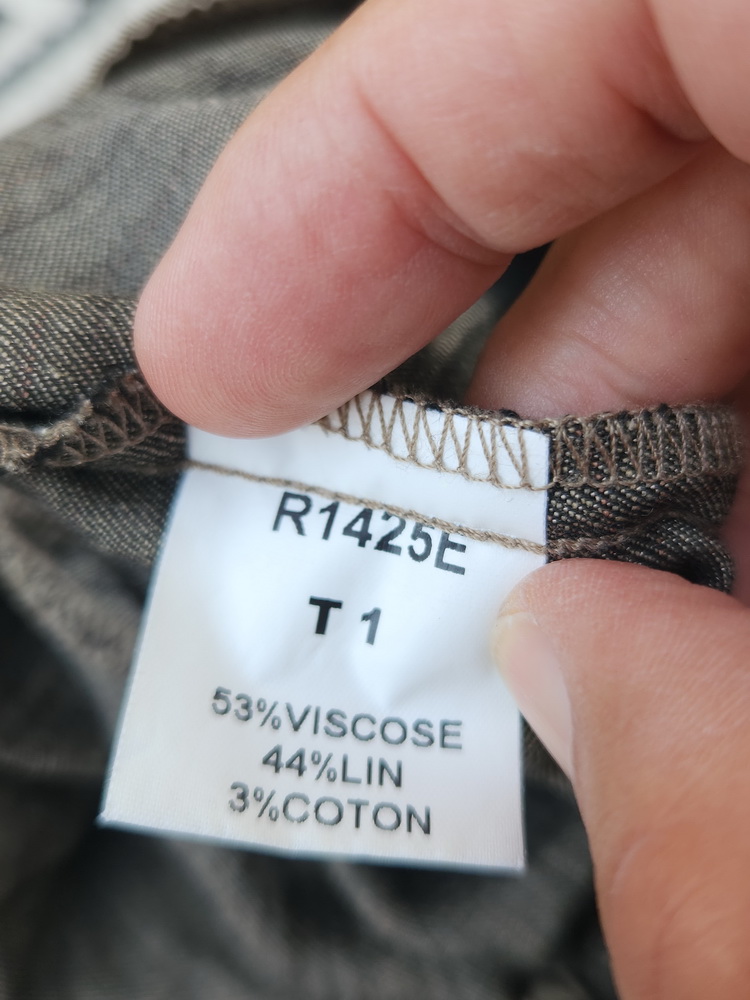 R1425E
T 1
53%VISCOSE
44%LIN
3%COTON